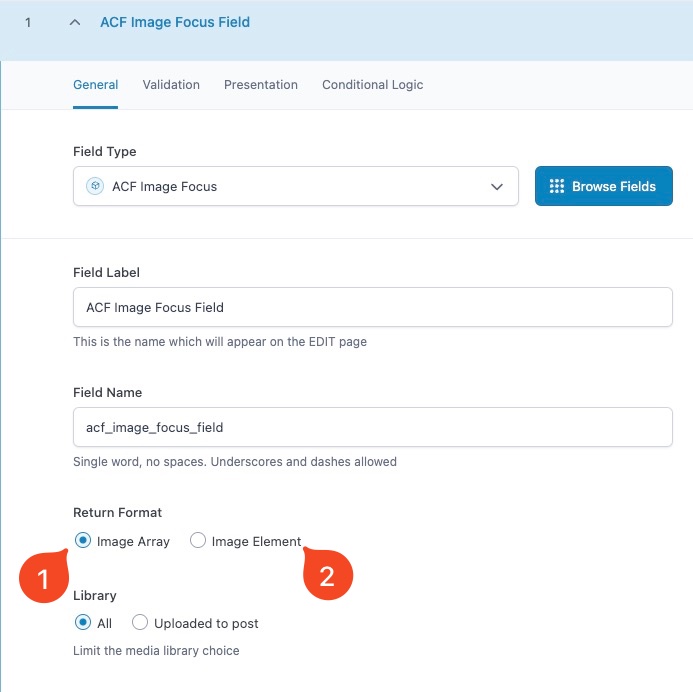 1 ACF Image Focus Field
General Validation Presentation Conditional Logic
Field Type
ACF Image Focus Browse Fields
Field Label
ACF Image Focus Field
This is the name which will appear on the EDIT page
Field Name
acf_image_focus_field
Single word, no spaces. Underscores and dashes allowed
Return Format
Image Array Image Element
1 2
Library
All Uploaded to post
Limit the media library choice